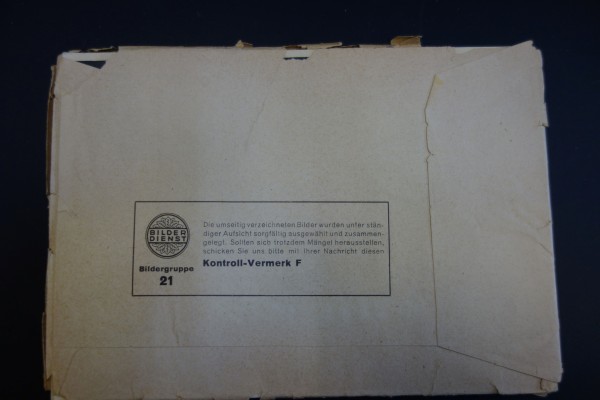 BILDER
DIENST
Bildergruppe
21
Die umseitig verzeichneten Bilder wurden unter stän-
diger Aufsicht sorgfältig ausgewählt und zusammen-
gelegt. Sollten sich trotzdem Mängel herausstellen,
schicken Sie uns bitte mit Ihrer Nachricht diesen
Kontroll-Vermerk F